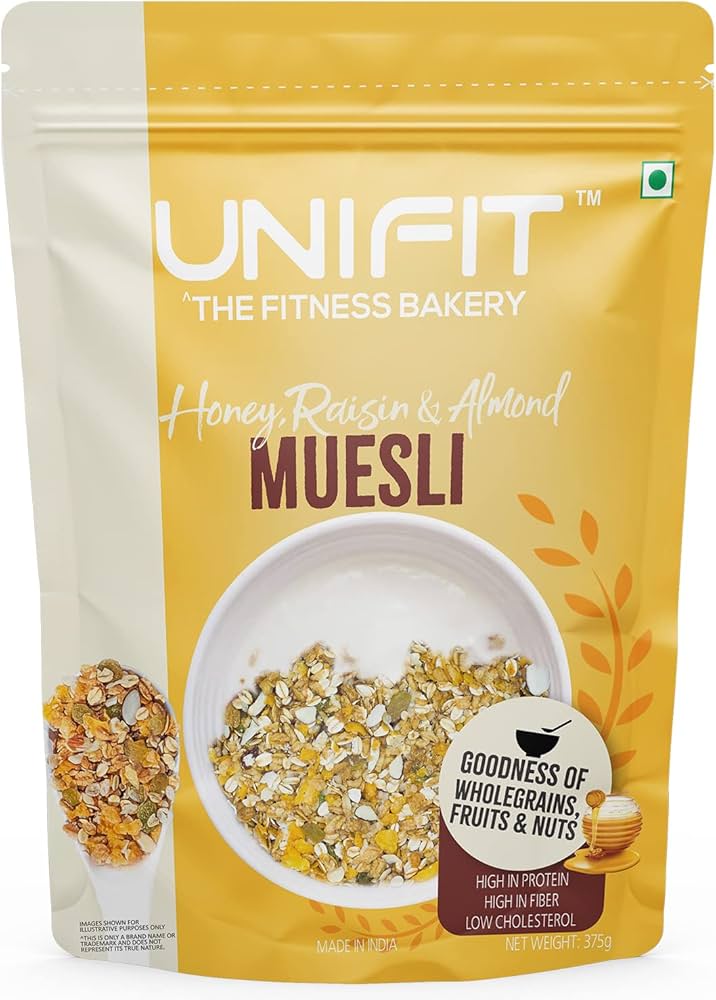 UNIFIT™
^THE FITNESS BAKERY
Honey, Raisin & Almond
MUESLI
GOODNESS OF
WHOLEGRAINS,
FRUITS & NUTS
HIGH IN PROTEIN
HIGH IN FIBER
LOW CHOLESTEROL
NET WEIGHT: 375g
MADE IN INDIA
IMAGES SHOWN FOR
ILLUSTRATIVE PURPOSES ONLY
^THIS IS ONLY A BRAND NAME OR
TRADEMARK AND DOES NOT
REPRESENT ITS TRUE NATURE.